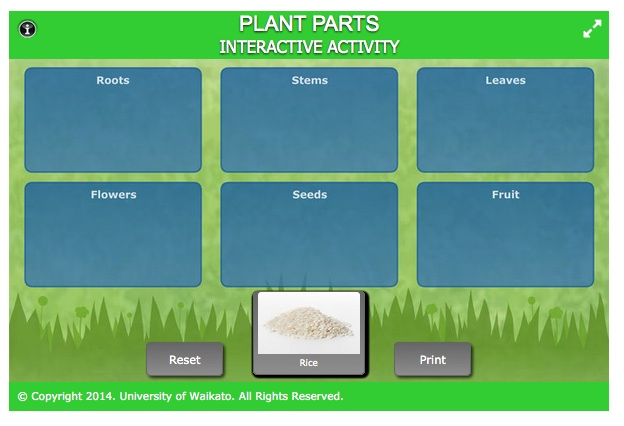 PLANT PARTS
INTERACTIVE ACTIVITY
Roots
Stems
Leaves
Flowers
Seeds
Fruit
Rice
Reset
Print
© Copyright 2014. University of Waikato. All Rights Reserved.